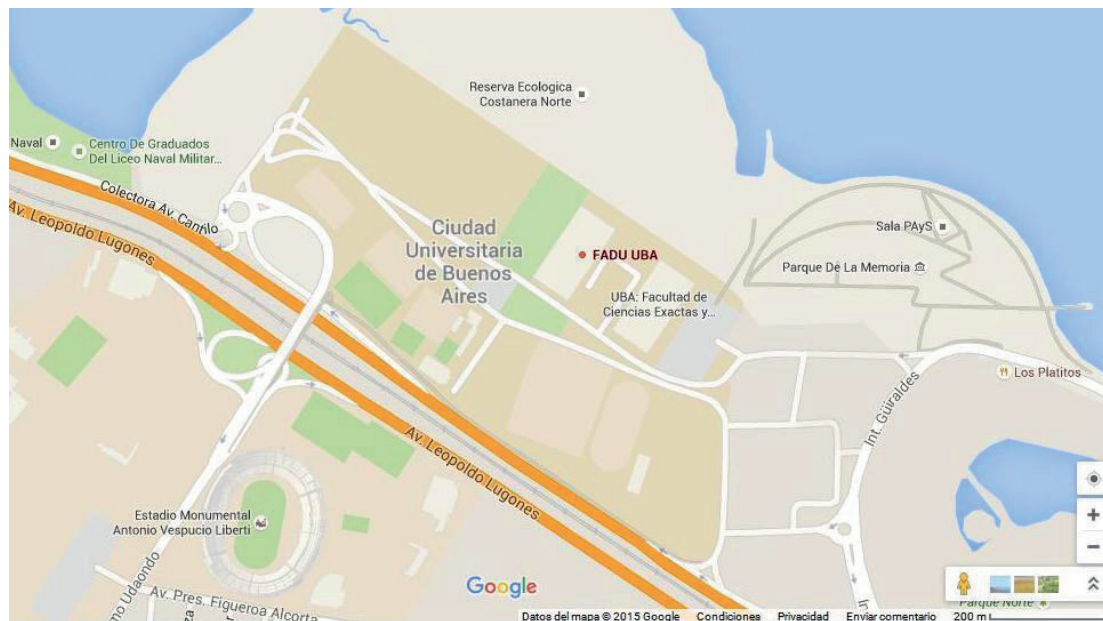 Reserva Ecologica
Costanera Norte
Naval
Centro De Graduados
Del Liceo Naval Militar...
Colectora Av. Cantilo
Av. Leopoldo Lugones
Ciudad
Universitaria
de Buenos
Aires
FADU UBA
Sala PAyS
Parque De La Memoria
UBA: Facultad de
Ciencias Exactas y...
Los Platitos
Int. Güiraldes
Av. Leopoldo Lugones
Estadio Monumental
Antonio Vespucio Liberti
Udaondo
Av. Pres. Figueroa Alcorta
Google
Parque Norte
Datos del mapa © 2015 Google Condiciones Privacidad Enviar comentario 200 m